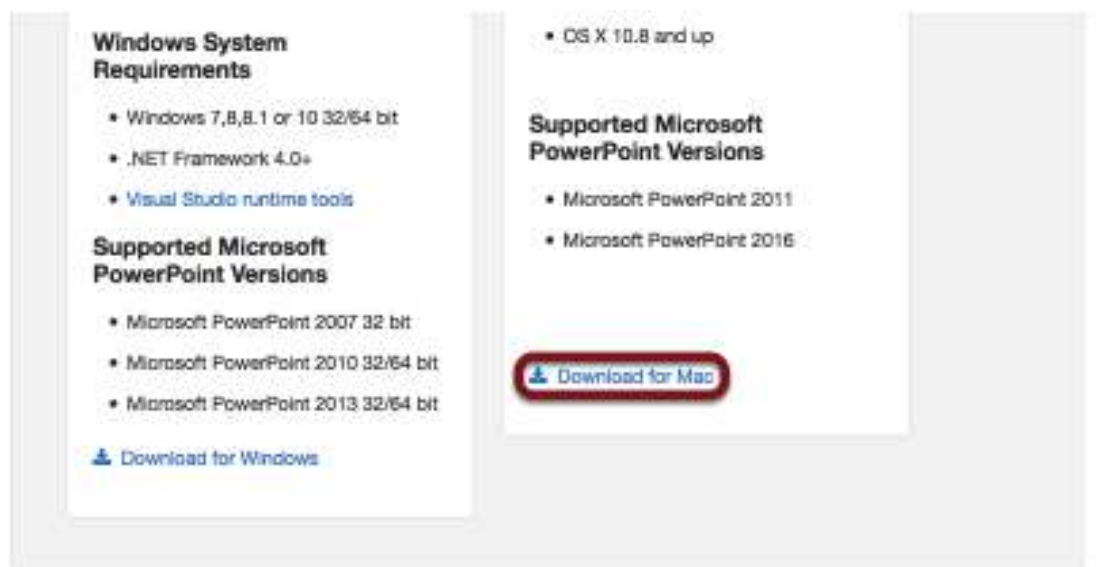 Windows System
Requirements
• Windows 7,8,8.1 or 10 32/64 bit
• .NET Framework 4.0+
• Visual Studio runtime tools
Supported Microsoft
PowerPoint Versions
• Microsoft PowerPoint 2007 32 bit
• Microsoft PowerPoint 2010 32/64 bit
• Microsoft PowerPoint 2013 32/64 bit
Download for Windows
• OS X 10.8 and up
Supported Microsoft
PowerPoint Versions
• Microsoft PowerPoint 2011
• Microsoft PowerPoint 2016
Download for Mac